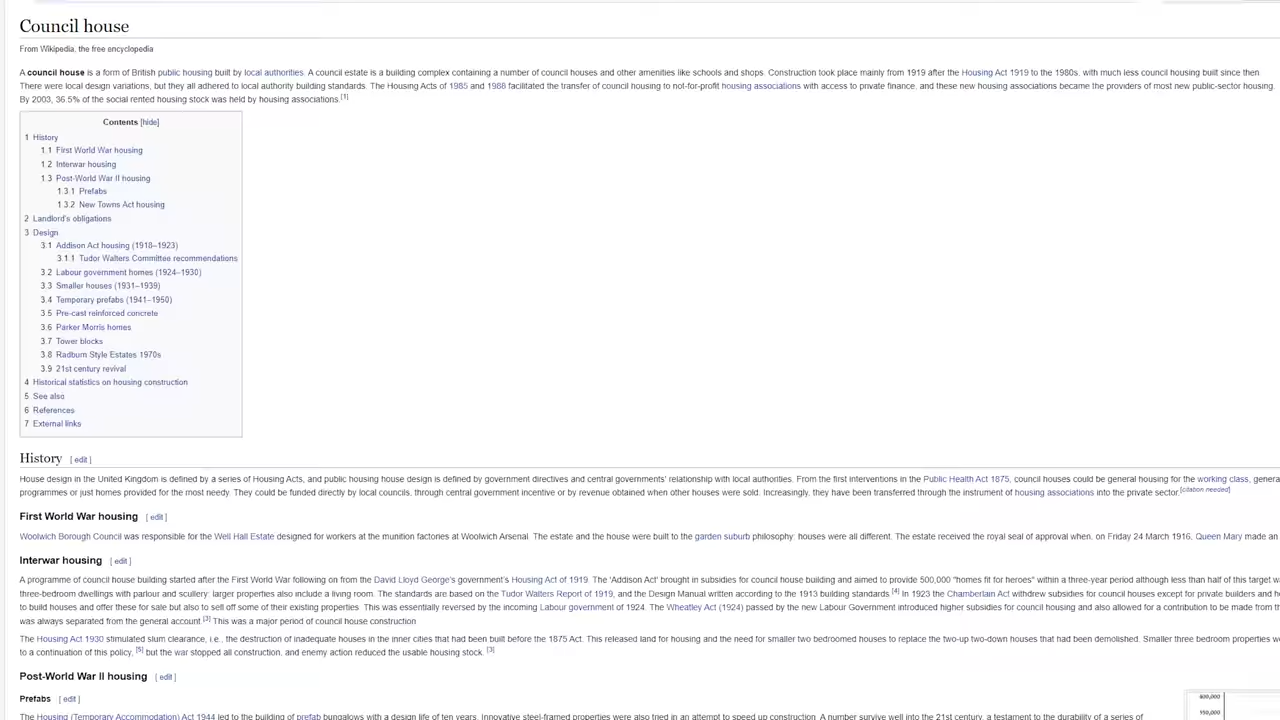 Council house
From Wikipedia, the free encyclopedia
A council house is a form of British public housing built by local authorities. A council estate is a building complex containing a number of council houses and other amenities like schools and shops. Construction took place mainly from 1919 after the Housing Act 1919 to the 1980s, with much less council housing built since then
There were local design variations, but they all adhered to local authority building standards. The Housing Acts of 1985 and 1988 facilitated the transfer of council housing to not-for-profit housing associations with access to private finance, and these new housing associations became the providers of most new public-sector housing.
By 2003, 36.5% of the social rented housing stock was held by housing associations.[1]
Contents [hide]
1 History
1.1 First World War housing
1.2 Interwar housing
1.3 Post-World War II housing
1.3.1 Prefabs
1.3.2 New Towns Act housing
2 Landlord's obligations
3 Design
3.1 Addison Act housing (1918–1923)
3.1.1 Tudor Walters Committee recommendations
3.2 Labour government homes (1924–1930)
3.3 Smaller houses (1931–1939)
3.4 Temporary prefabs (1941–1950)
3.5 Pre-cast reinforced concrete
3.6 Parker Morris homes
3.7 Tower blocks
3.8 Radburn Style Estates 1970s
3.9 21st century revival
4 Historical statistics on housing construction
5 See also
6 References
7 External links
History [ edit ]
House design in the United Kingdom is defined by a series of Housing Acts, and public housing house design is defined by government directives and central governments' relationship with local authorities. From the first interventions in the Public Health Act 1875, council houses could be general housing for the working class, genera
programmes or just homes provided for the most needy. They could be funded directly by local councils, through central government incentive or by revenue obtained when other houses were sold. Increasingly, they have been transferred through the instrument of housing associations into the private sector.[citation needed]
First World War housing [ edit ]
Woolwich Borough Council was responsible for the Well Hall Estate designed for workers at the munition factories at Woolwich Arsenal. The estate and the house were built to the garden suburb philosophy: houses were all different. The estate received the royal seal of approval when, on Friday 24 March 1916, Queen Mary made an
Interwar housing [ edit ]
A programme of council house building started after the First World War following on from the David Lloyd George's government's Housing Act of 1919. The 'Addison Act' brought in subsidies for council house building and aimed to provide 500,000 "homes fit for heroes" within a three-year period although less than half of this target w
three-bedroom dwellings with parlour and scullery: larger properties also include a living room. The standards are based on the Tudor Walters Report of 1919, and the Design Manual written according to the 1913 building standards.[4] In 1923 the Chamberlain Act withdrew subsidies for council houses except for private builders and h
to build houses and offer these for sale but also to sell off some of their existing properties. This was essentially reversed by the incoming Labour government of 1924. The Wheatley Act (1924) passed by the new Labour Government introduced higher subsidies for council housing and also allowed for a contribution to be made from th
was always separated from the general account.[3] This was a major period of council house construction
The Housing Act 1930 stimulated slum clearance, i.e., the destruction of inadequate houses in the inner cities that had been built before the 1875 Act. This released land for housing and the need for smaller two bedroomed houses to replace the two-up two-down houses that had been demolished. Smaller three bedroom properties we
to a continuation of this policy,[5] but the war stopped all construction, and enemy action reduced the usable housing stock.[3]
Post-World War II housing [ edit ]
Prefabs [ edit ]
600,000
550,000
The Housing (Temporary Accommodation) Act 1944 led to the building of prefab bungalows with a design life of ten years. Innovative steel-framed properties were also tried in an attempt to speed up construction. A number survive well into the 21st century, a testament to the durability of a series of